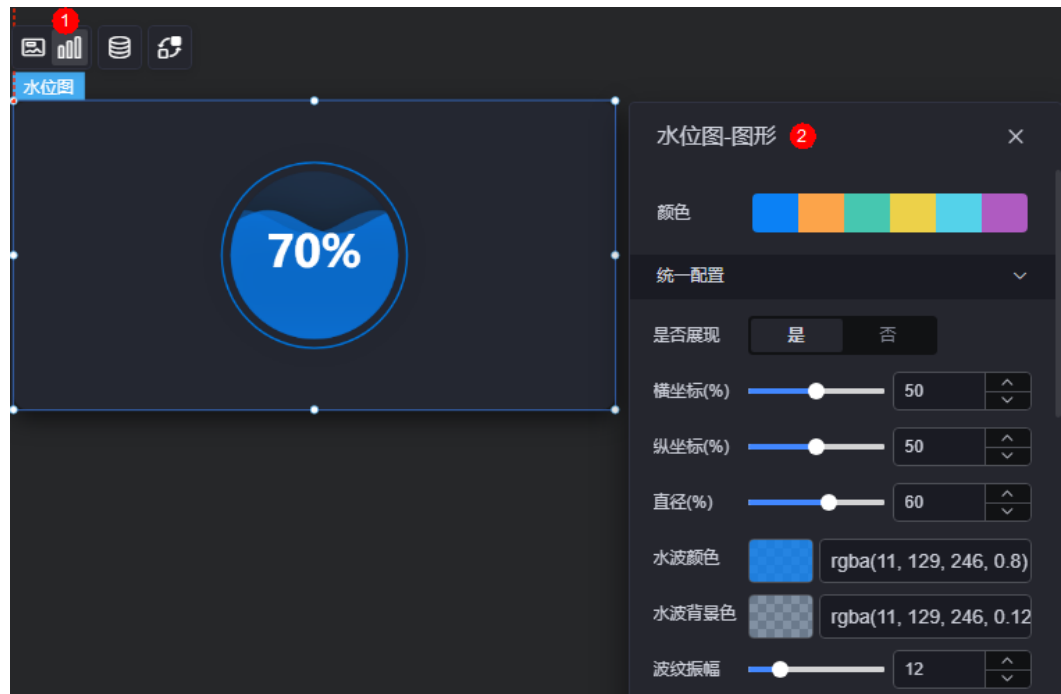 1
水位图
水位图-图形 2
颜色
70%
统一配置
是否展现 是 否
横坐标(%) 50
纵坐标(%) 50
直径(%) 60
水波颜色 rgba(11, 129, 246, 0.8)
水波背景色 rgba(11, 129, 246, 0.12
波纹振幅 12